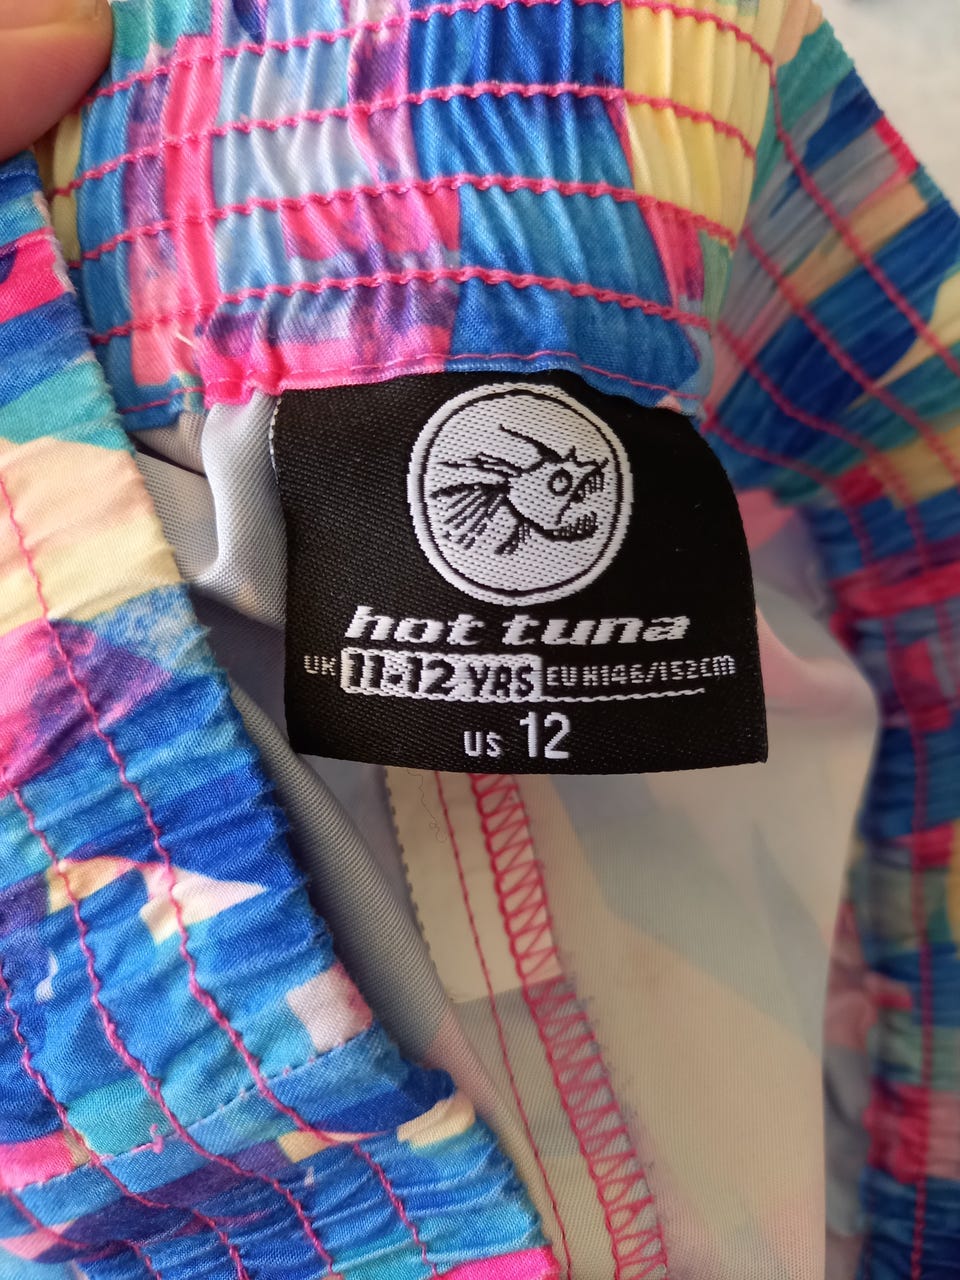 hot tuna
UK 11-12 YRS EU H146/152CM
US 12